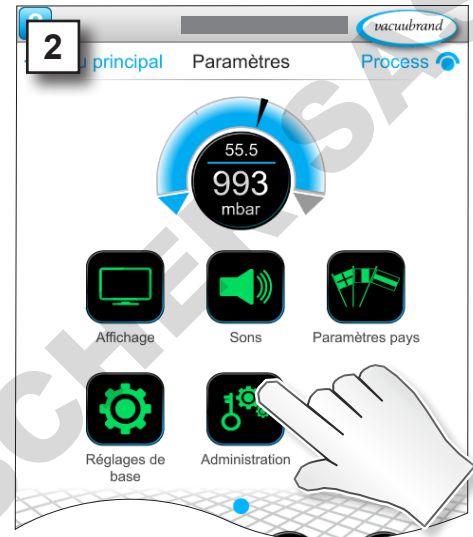 2
principal
Paramètres
Process
vacuubrand
55.5
993
mbar
Affichage
Sons
Paramètres pays
Réglages de
base
Administration